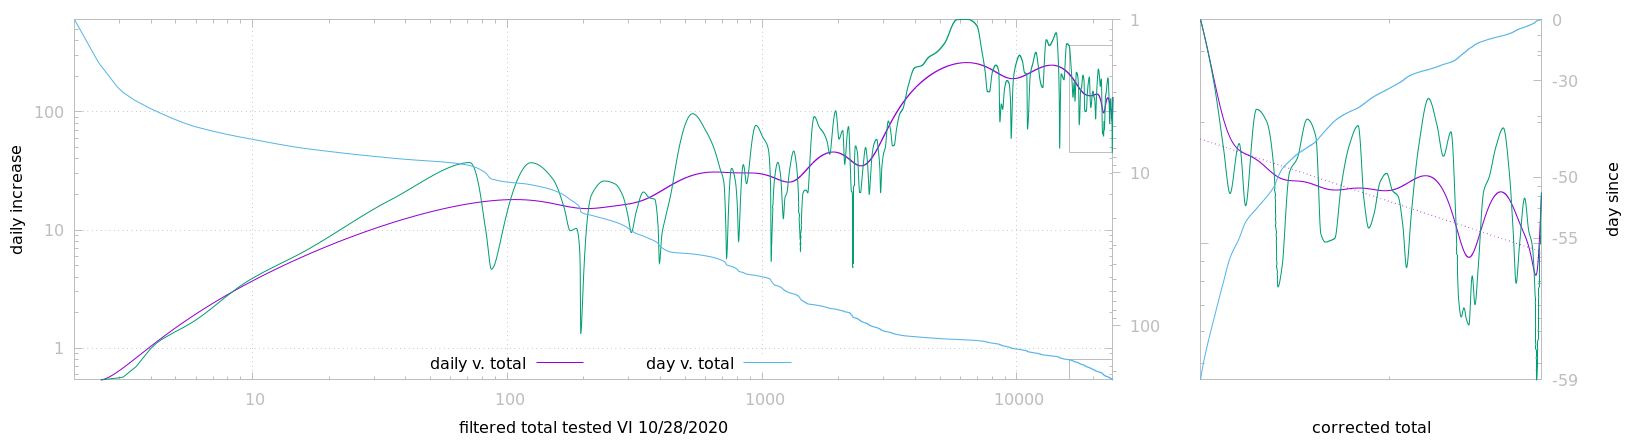 daily increase
100
10
1
10
100
1000
10000
1
10
100
daily v. total
day v. total
filtered total tested VI 10/28/2020
0
-30
-50
-55
-59
day since
corrected total